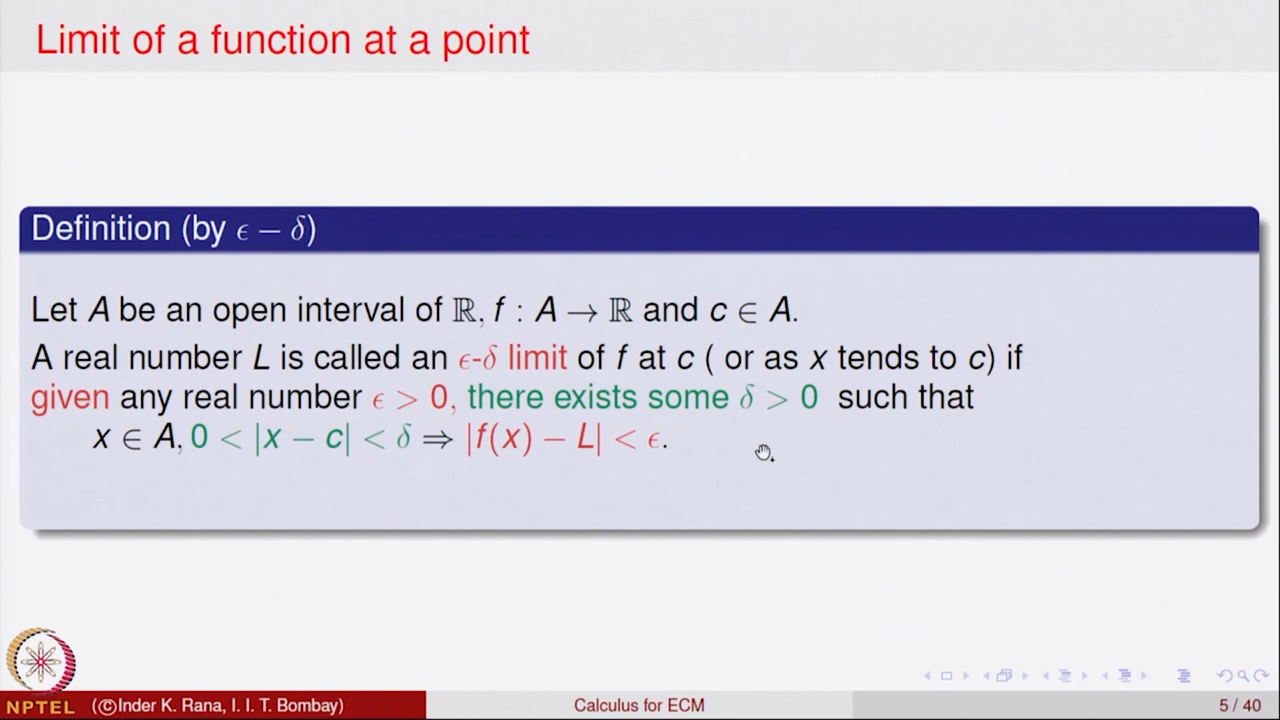 Limit of a function at a point
Definition (by ϵ − δ)
Let A be an open interval of ℝ, f : A → ℝ and c ∈ A.
A real number L is called an ϵ-δ limit of f at c ( or as x tends to c) if
given any real number ϵ > 0, there exists some δ > 0 such that
x ∈ A, 0 < |x − c| < δ ⇒ |f(x) − L| < ϵ.
NPTEL (©Inder K. Rana, I. I. T. Bombay) Calculus for ECM 5 / 40